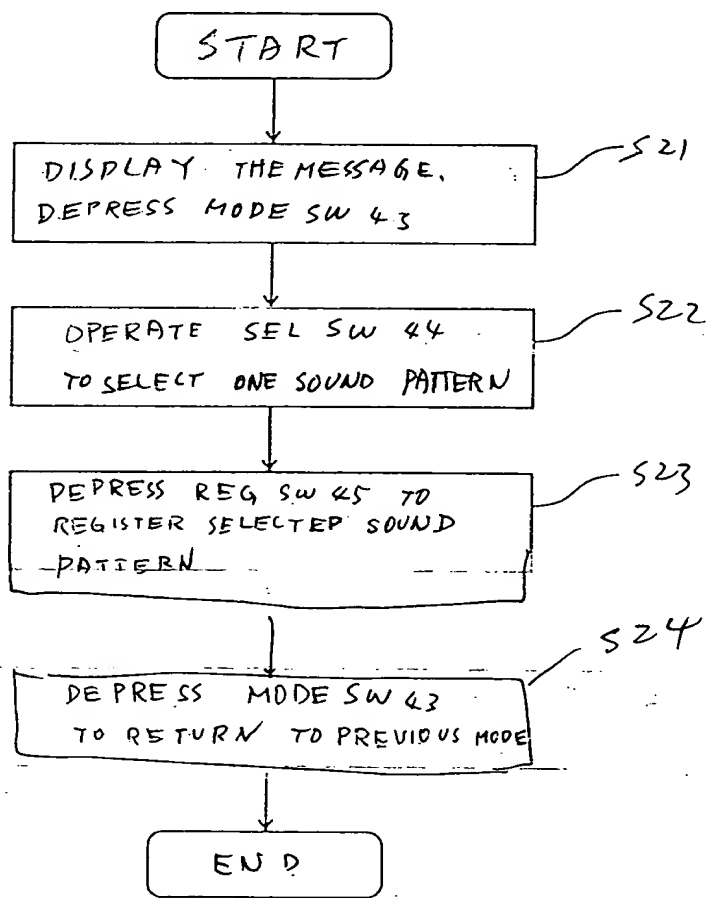 START
S21
DISPLAY THE MESSAGE.
DEPRESS MODE SW 43
S22
OPERATE SEL SW 44
TO SELECT ONE SOUND PATTERN
S23
DEPRESS REG SW 45 TO
REGISTER SELECTED SOUND
PATTERN
S24
DEPRESS MODE SW 43
TO RETURN TO PREVIOUS MODE
END